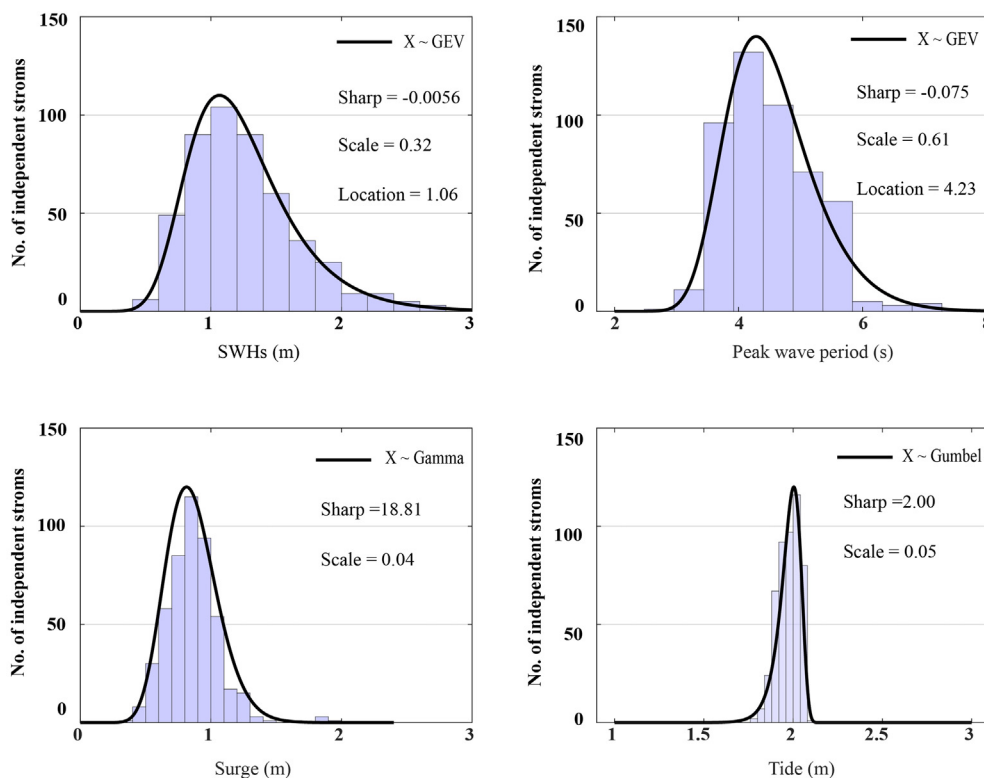 150
X ~ GEV
No. of independent stroms
Sharp = -0.0056
100
Scale = 0.32
Location = 1.06
50
0
0 1 2 3
SWHs (m)
150
X ~ GEV
No. of independent stroms
Sharp = -0.075
100
Scale = 0.61
Location = 4.23
50
0
2 4 6 8
Peak wave period (s)
150
X ~ Gamma
No. of independent stroms
Sharp =18.81
100
Scale = 0.04
50
0
0 1 2 3
Surge (m)
150
X ~ Gumbel
No. of independent stroms
Sharp =2.00
100
Scale = 0.05
50
0
1 1.5 2 2.5 3
Tide (m)